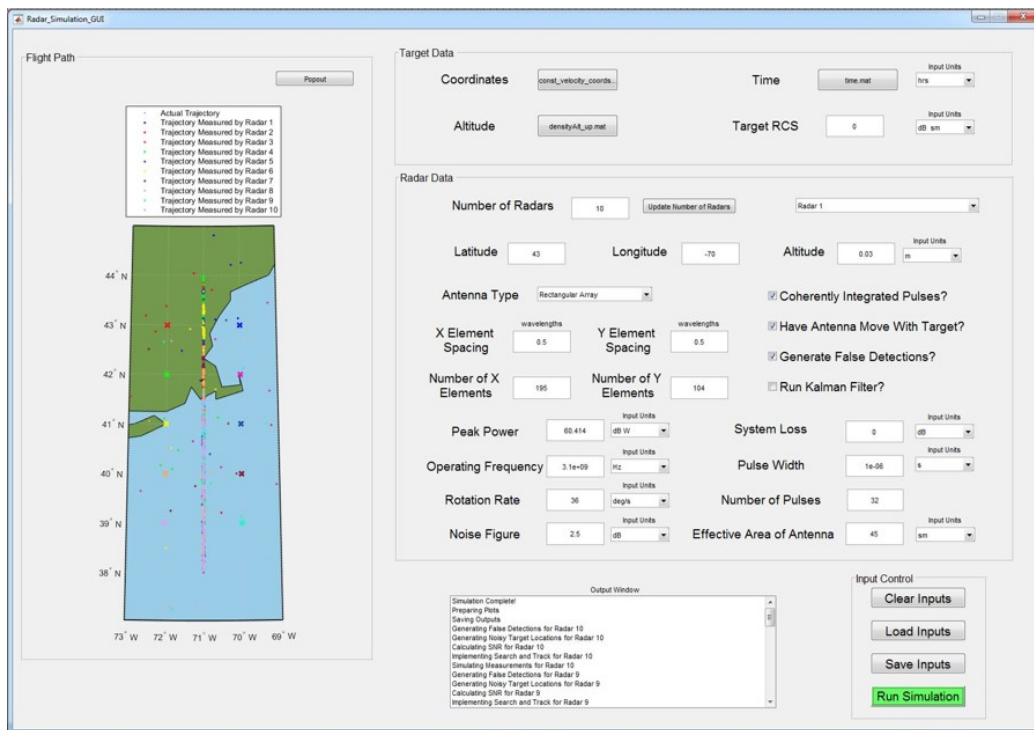 Radar_Simulation_GUI
Flight Path
Popout
Actual Trajectory
Trajectory Measured by Radar 1
Trajectory Measured by Radar 2
Trajectory Measured by Radar 3
Trajectory Measured by Radar 4
Trajectory Measured by Radar 5
Trajectory Measured by Radar 6
Trajectory Measured by Radar 7
Trajectory Measured by Radar 8
Trajectory Measured by Radar 9
Trajectory Measured by Radar 10
44° N
43° N
42° N
41° N
40° N
39° N
38° N
73° W 72° W 71° W 70° W 69° W
Target Data
Coordinates const_velocity_coords... Time time.mat Input Units hrs
Altitude densityAlt_up.mat Target RCS 0 Input Units dB sm
Radar Data
Number of Radars 10 Update Number of Radars Radar 1
Latitude 43 Longitude -70 Altitude 0.03 Input Units m
Antenna Type Rectangular Array
Coherently Integrated Pulses?
Have Antenna Move With Target?
Generate False Detections?
Run Kalman Filter?
X Element Spacing wavelengths 0.5 Y Element Spacing wavelengths 0.5
Number of X Elements 195 Number of Y Elements 104
Peak Power 60.414 Input Units dB W System Loss 0 Input Units dB
Operating Frequency 3.1e+09 Input Units Hz Pulse Width 1e-06 Input Units s
Rotation Rate 36 Input Units deg/s Number of Pulses 32
Noise Figure 2.5 Input Units dB Effective Area of Antenna 45 Input Units sm
Output Window
Simulation Complete!
Preparing Plots
Saving Outputs
Generating False Detections for Radar 10
Generating Noisy Target Locations for Radar 10
Calculating SNR for Radar 10
Implementing Search and Track for Radar 10
Simulating Measurements for Radar 10
Generating False Detections for Radar 9
Generating Noisy Target Locations for Radar 9
Calculating SNR for Radar 9
Implementing Search and Track for Radar 9
Input Control
Clear Inputs
Load Inputs
Save Inputs
Run Simulation